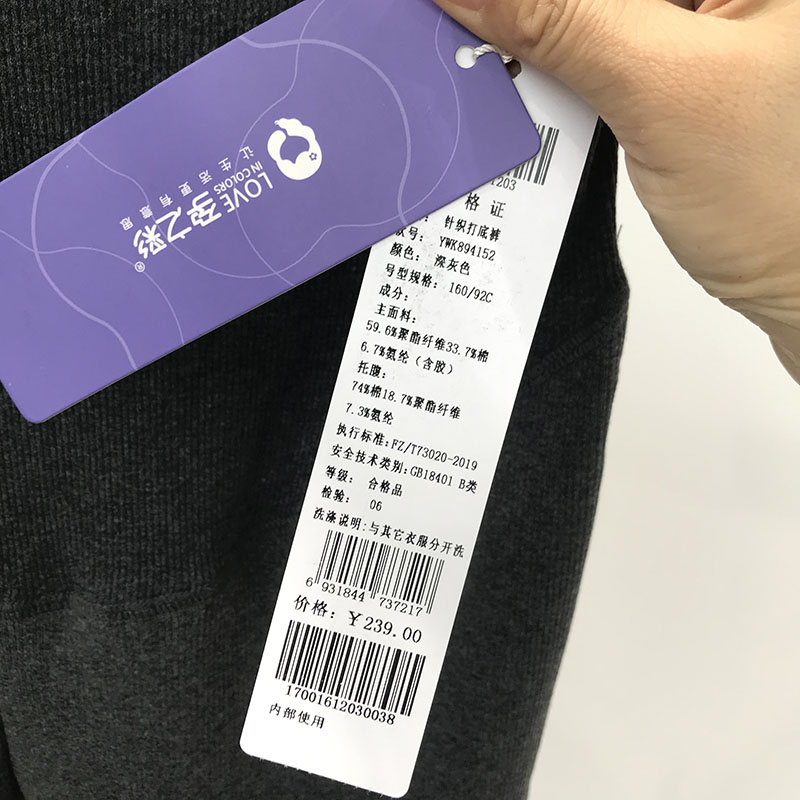 LOVE
IN COLORS
孕之彩®
让生活更有意思
1203
格证
针织打底裤
款号: YWK894152
颜色: 深灰色
号型规格: 160/92C
成分:
主面料:
59.6%聚酯纤维33.7%棉
6.7%氨纶(含胶)
托腹:
74%棉18.7%聚酯纤维
7.3%氨纶
执行标准:FZ/T73020-2019
安全技术类别:GB18401 B类
等级: 合格品
检验: 06
洗涤说明:与其它衣服分开洗
6 931844 737217
价格: ¥239.00
17001612030038
内部使用